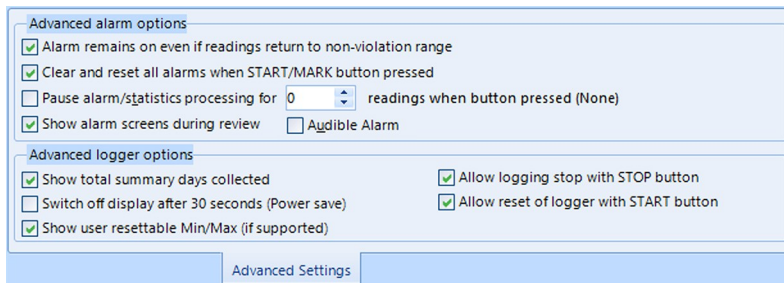 Advanced alarm options
Alarm remains on even if readings return to non-violation range
Clear and reset all alarms when START/MARK button pressed
Pause alarm/statistics processing for 0 readings when button pressed (None)
Show alarm screens during review Audible Alarm
Advanced logger options
Show total summary days collected Allow logging stop with STOP button
Switch off display after 30 seconds (Power save) Allow reset of logger with START button
Show user resettable Min/Max (if supported)
Advanced Settings